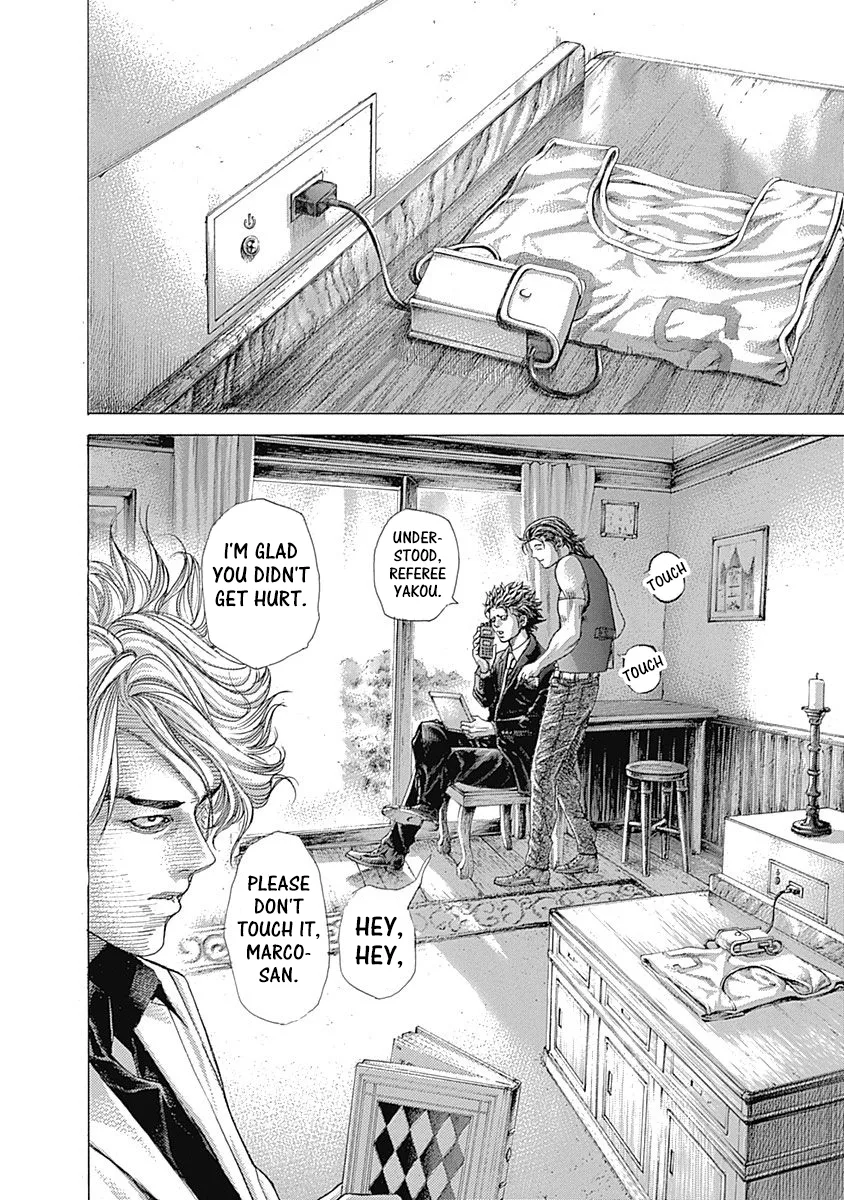 I'M GLAD
YOU DIDN'T
GET HURT.
UNDER-
STOOD,
REFEREE
YAKOU.
TOUCH
TOUCH
HEY,
HEY,
PLEASE
DON'T
TOUCH IT,
MARCO-
SAN.